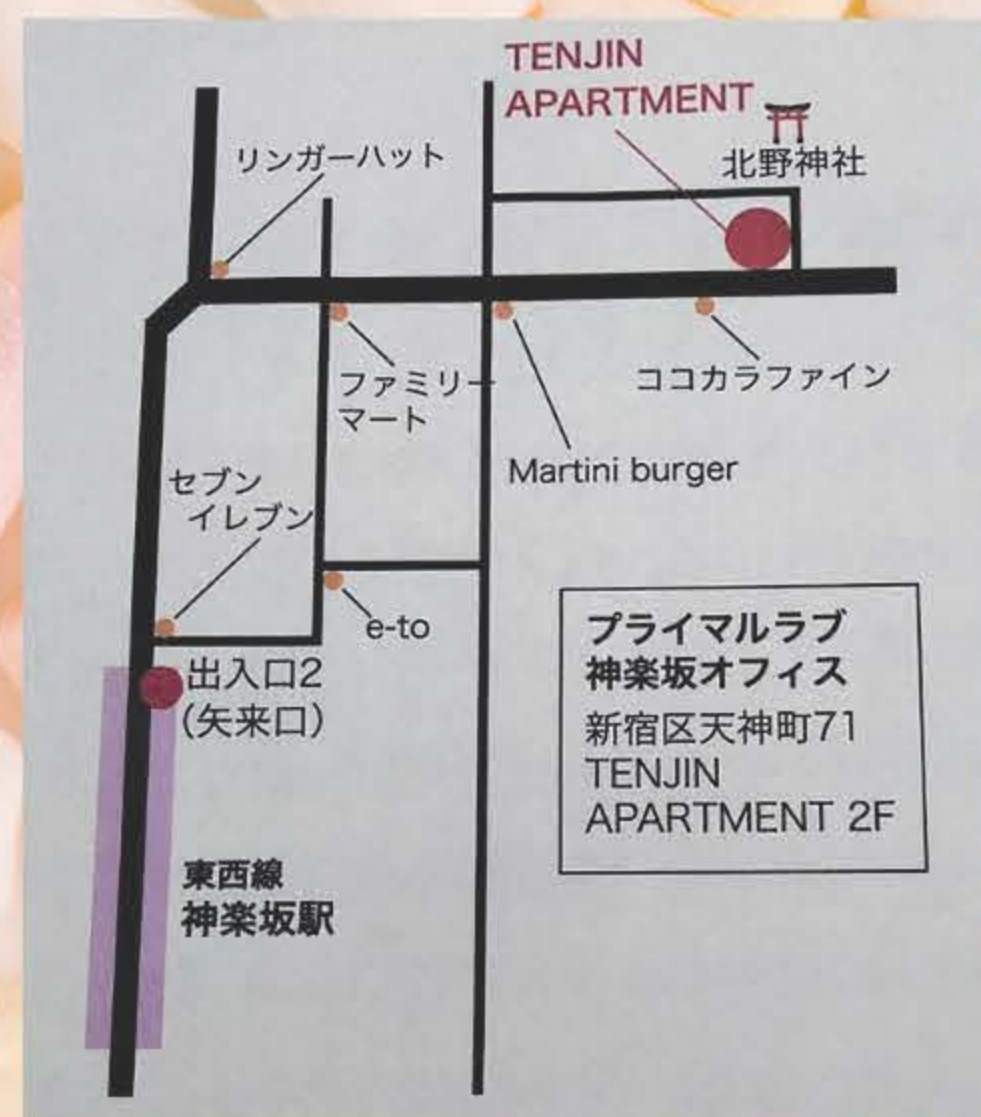 TENJIN
APARTMENT
北野神社
リンガーハット
ファミリー
マート
ココカラファイン
Martini burger
セブン
イレブン
e-to
出入口2
(矢来口)
東西線
神楽坂駅
プライマルラブ
神楽坂オフィス
新宿区天神町71
TENJIN
APARTMENT 2F